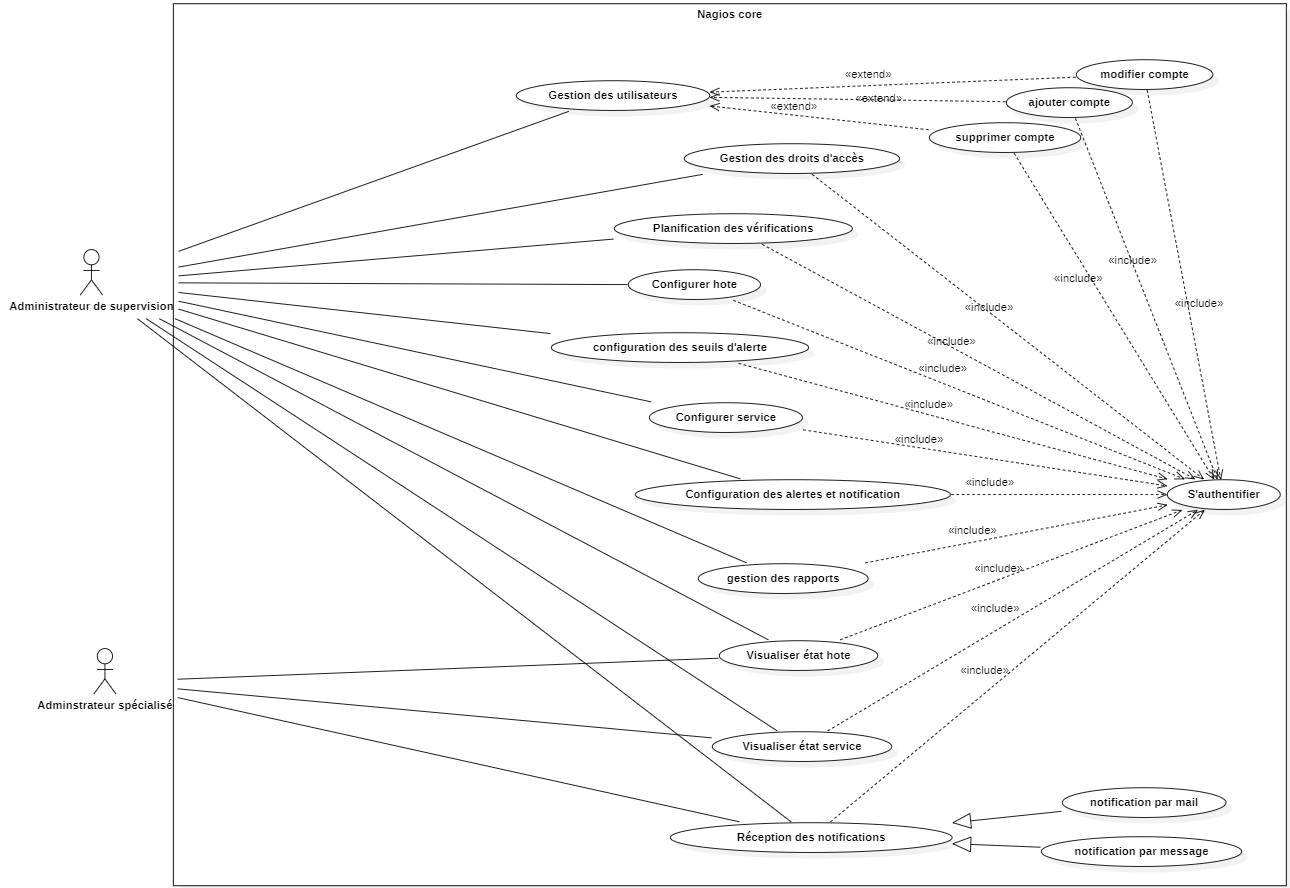 Nagios core
«extend»
modifier compte
Gestion des utilisateurs
«extend»
ajouter compte
«extend»
supprimer compte
Gestion des droits d'accès
Planification des vérifications
«include»
«include»
Configurer hote
Administrateur de supervision
«include»
«include»
«include»
configuration des seuils d'alerte
«include»
«include»
Configurer service
«include»
«include»
Configuration des alertes et notification
S'authentifier
«include»
«include»
gestion des rapports
«include»
Visualiser état hote
«include»
Adminstrateur spécialisé
Visualiser état service
notification par mail
Réception des notifications
notification par message